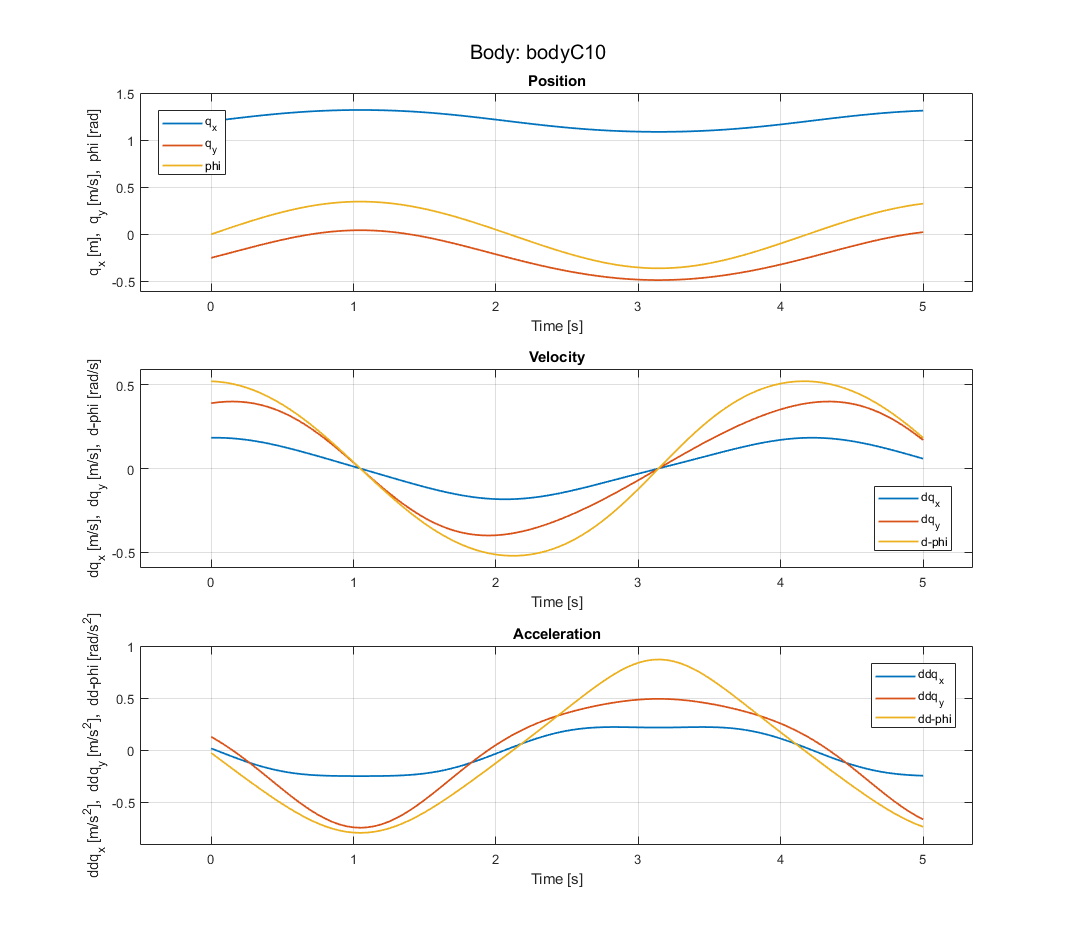 Body: bodyC10
Position
q_x [m], q_y [m/s], phi [rad]
1.5
1
0.5
0
-0.5
q_x
q_y
phi
0 1 2 3 4 5
Time [s]
Velocity
dq_x [m/s], dq_y [m/s], d-phi [rad/s]
0.5
0
-0.5
dq_x
dq_y
d-phi
0 1 2 3 4 5
Time [s]
Acceleration
ddq_x [m/s²], ddq_y [m/s²], dd-phi [rad/s²]
1
0.5
0
-0.5
ddq_x
ddq_y
dd-phi
0 1 2 3 4 5
Time [s]